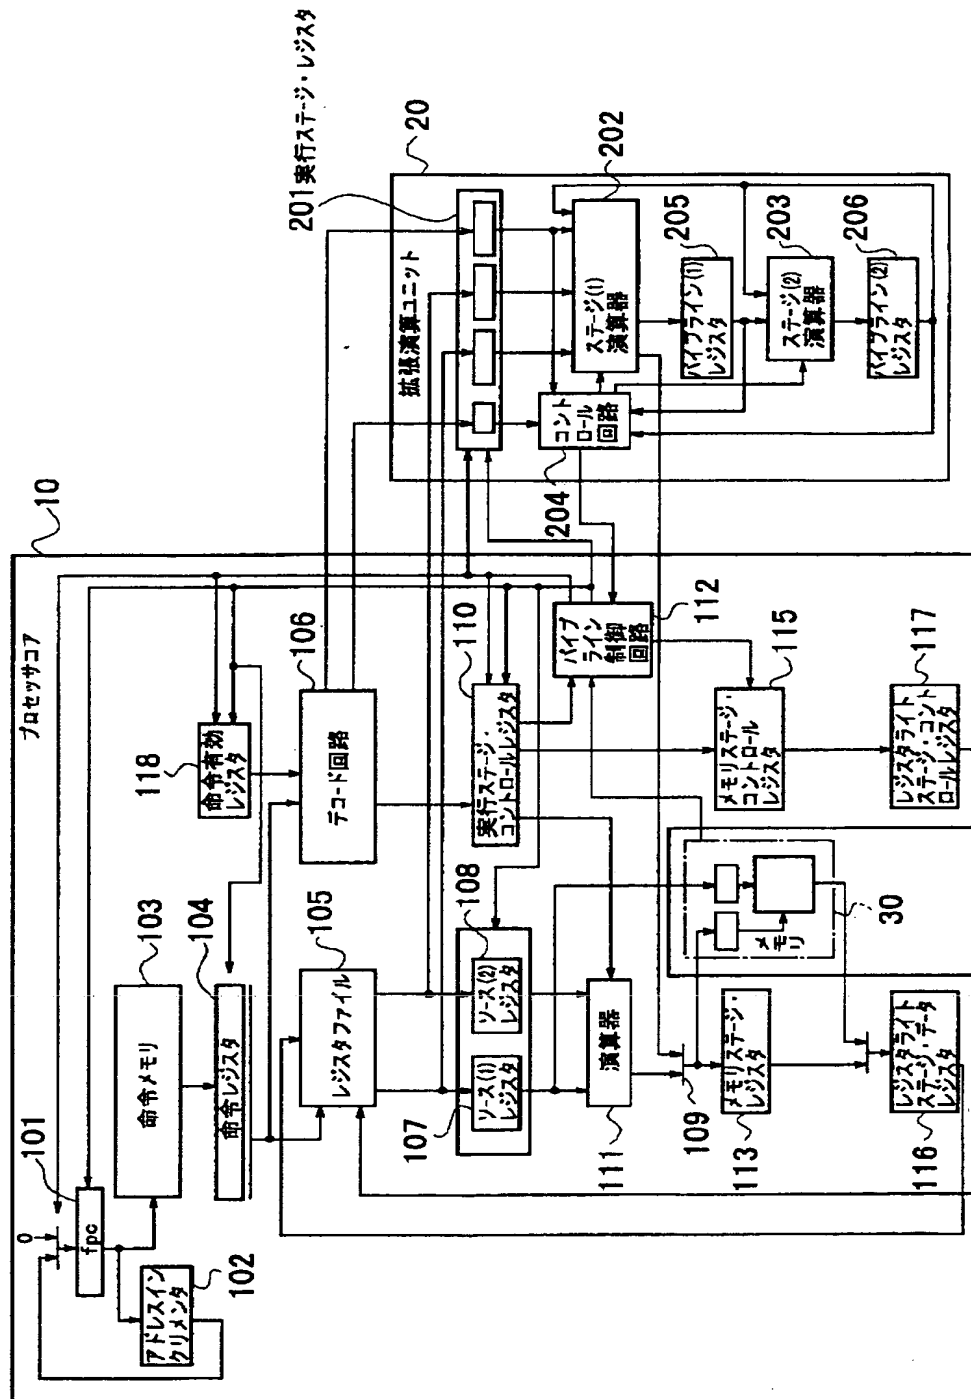 プロセッサコア
10
101
0
fpc
アドレスイン
クリメンタ
102
命令メモリ
103
命令レジスタ
104
118
命令有効
レジスタ
レジスタファイル
105
デコード回路
106
107
ソース(1)
レジスタ
ソース(2)
レジスタ
108
実行ステージ・
コントロールレジスタ
110
演算器
111
109
パイプ
ライン
制御
回路
112
メモリステージ・
レジスタ
113
メモリ
30
メモリステージ・
コントロール
レジスタ
115
レジスタライト
ステージ・データ
レジスタ
116
レジスタライト
ステージ・コント
ロールレジスタ
117
拡張演算ユニット
20
201実行ステージ・レジスタ
ステージ(1)
演算器
202
コント
ロール
回路
204
パイプライン(1)
レジスタ
205
ステージ(2)
演算器
203
パイプライン(2)
レジスタ
206